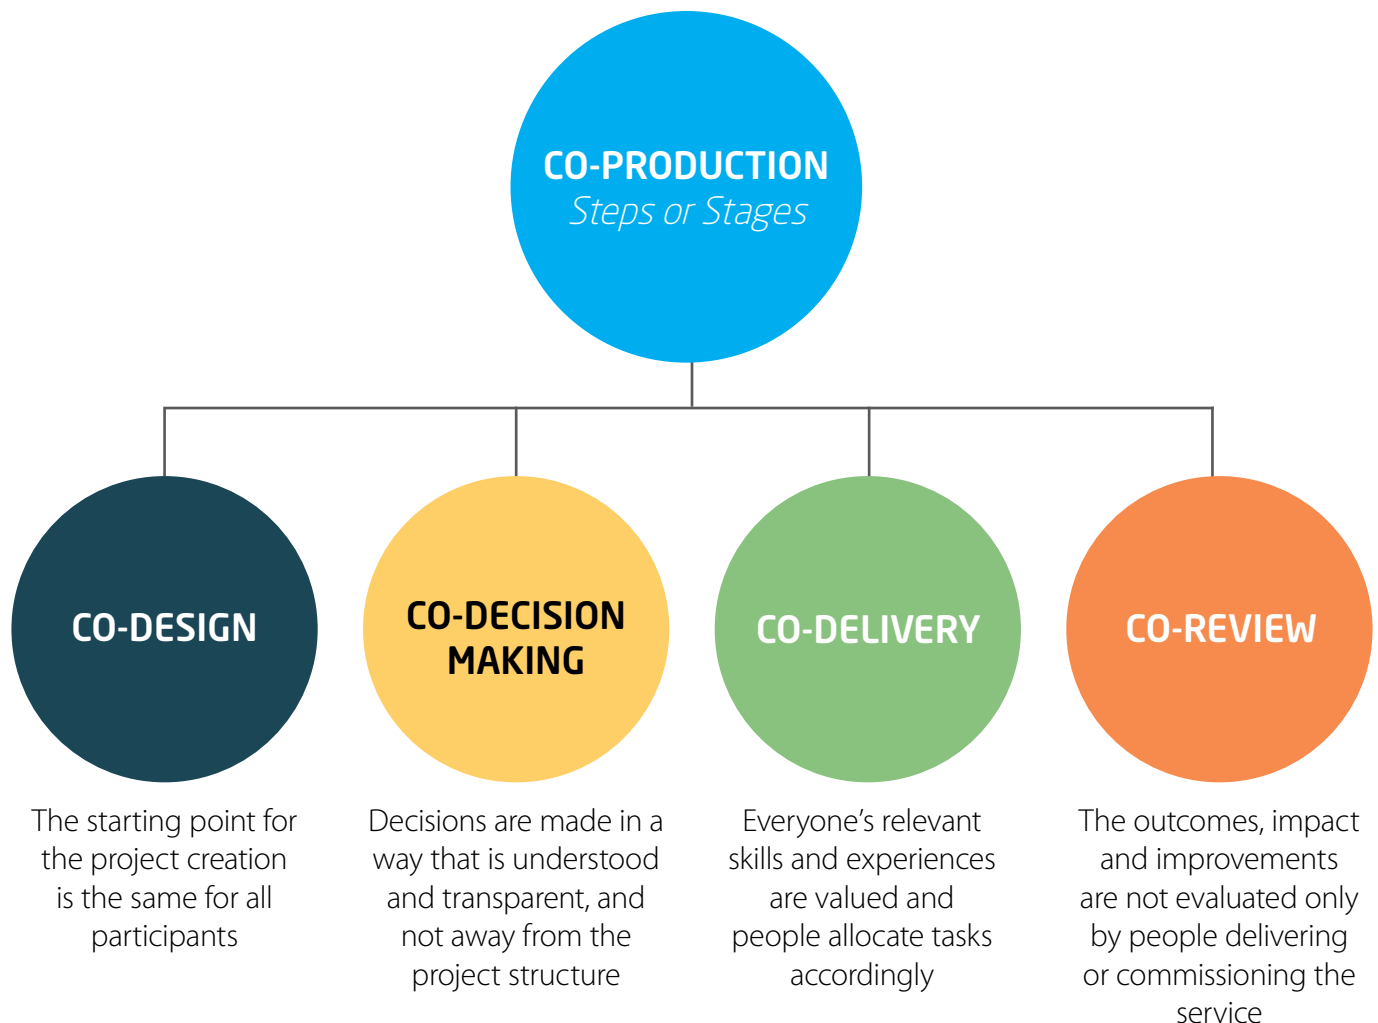 CO-PRODUCTION
Steps or Stages
CO-DESIGN
The starting point for
the project creation
is the same for all
participants
CO-DECISION
MAKING
Decisions are made in a
way that is understood
and transparent, and
not away from the
project structure
CO-DELIVERY
Everyone’s relevant
skills and experiences
are valued and
people allocate tasks
accordingly
CO-REVIEW
The outcomes, impact
and improvements
are not evaluated only
by people delivering
or commissioning the
service